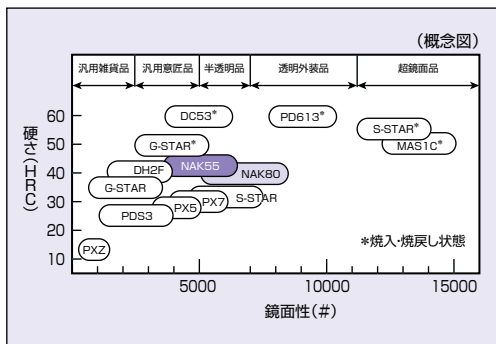 (概念図)
汎用雑貨品 汎用意匠品 半透明品 透明外装品 超鏡面品
硬さ(HRC)
60
50
40
30
20
10
DC53*
PD613*
S-STAR*
MAS1C*
G-STAR*
NAK55
DH2F
NAK80
G-STAR
S-STAR
PX7
PX5
PDS3
PXZ
*焼入・焼戻し状態
5000 10000 15000
鏡面性(#)